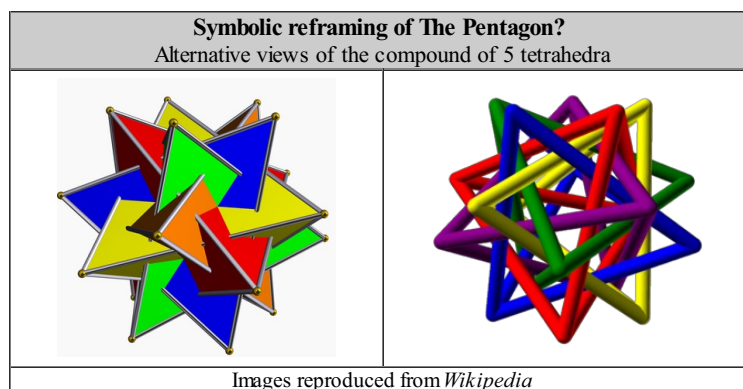 Symbolic reframing of The Pentagon?
Alternative views of the compound of 5 tetrahedra
Images reproduced from Wikipedia